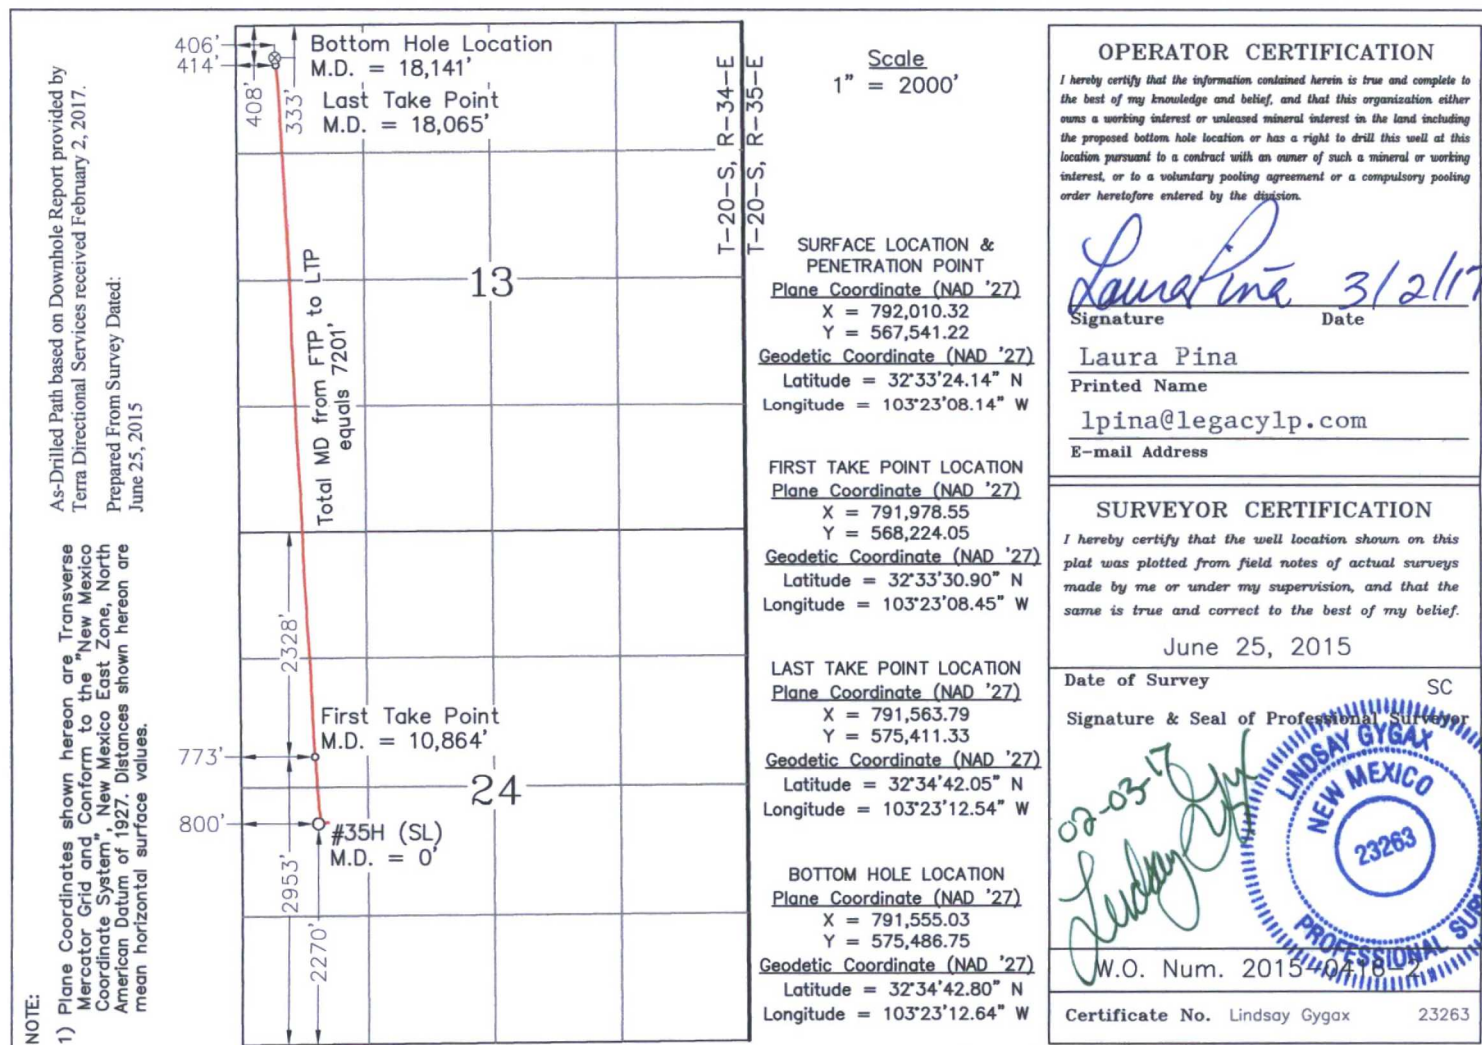 As-Drilled Path based on Downhole Report provided by
Terra Directional Services received February 2, 2017.
Prepared From Survey Dated:
June 25, 2015
NOTE:
1) Plane Coordinates shown hereon are Transverse
Mercator Grid and Conform to the "New Mexico
Coordinate System", New Mexico East Zone, North
American Datum of 1927. Distances shown hereon are
mean horizontal surface values.
406'
414'
408'
333'
Bottom Hole Location
M.D. = 18,141'
Last Take Point
M.D. = 18,065'
T-20-S, R-34-E
T-20-S, R-35-E
13
Total MD from FTP to LTP
equals 7201'
2328'
First Take Point
M.D. = 10,864'
773'
24
800'
#35H (SL)
M.D. = 0'
2953'
2270'
Scale
1" = 2000'
SURFACE LOCATION &
PENETRATION POINT
Plane Coordinate (NAD '27)
X = 792,010.32
Y = 567,541.22
Geodetic Coordinate (NAD '27)
Latitude = 32°33'24.14" N
Longitude = 103°23'08.14" W
FIRST TAKE POINT LOCATION
Plane Coordinate (NAD '27)
X = 791,978.55
Y = 568,224.05
Geodetic Coordinate (NAD '27)
Latitude = 32°33'30.90" N
Longitude = 103°23'08.45" W
LAST TAKE POINT LOCATION
Plane Coordinate (NAD '27)
X = 791,563.79
Y = 575,411.33
Geodetic Coordinate (NAD '27)
Latitude = 32°34'42.05" N
Longitude = 103°23'12.54" W
BOTTOM HOLE LOCATION
Plane Coordinate (NAD '27)
X = 791,555.03
Y = 575,486.75
Geodetic Coordinate (NAD '27)
Latitude = 32°34'42.80" N
Longitude = 103°23'12.64" W
OPERATOR CERTIFICATION
I hereby certify that the information contained herein is true and complete to
the best of my knowledge and belief, and that this organization either
owns a working interest or unleased mineral interest in the land including
the proposed bottom hole location or has a right to drill this well at this
location pursuant to a contract with an owner of such a mineral or working
interest, or to a voluntary pooling agreement or a compulsory pooling
order heretofore entered by the division.
Laura Pina 3/2/17
Signature Date
Laura Pina
Printed Name
lpina@legacylp.com
E-mail Address
SURVEYOR CERTIFICATION
I hereby certify that the well location shown on this
plat was plotted from field notes of actual surveys
made by me or under my supervision, and that the
same is true and correct to the best of my belief.
June 25, 2015
Date of Survey
SC
Signature & Seal of Professional Surveyor
02-03-17
Lindsay Gygax
LINDSAY GYGAX
NEW MEXICO
23263
PROFESSIONAL SUR
W.O. Num. 2015-0418-2
Certificate No. Lindsay Gygax 23263